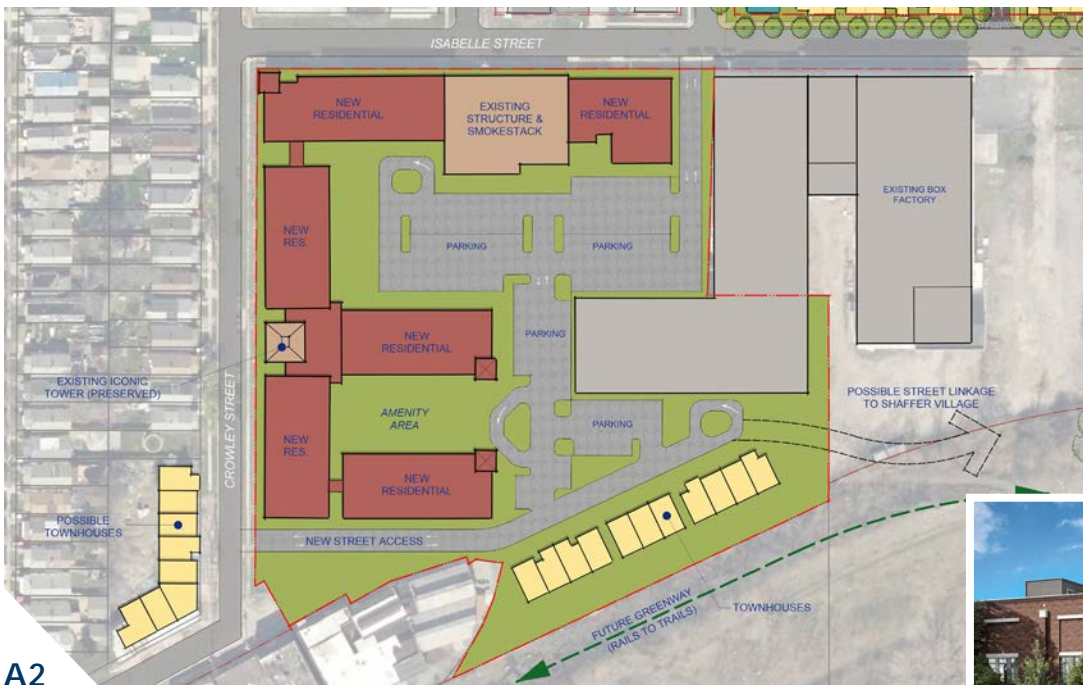 ISABELLE STREET
NEW
RESIDENTIAL
EXISTING
STRUCTURE &
SMOKESTACK
NEW
RESIDENTIAL
EXISTING BOX
FACTORY
NEW
RES.
PARKING
PARKING
NEW
RESIDENTIAL
PARKING
EXISTING ICONIC
TOWER (PRESERVED)
CROWLEY STREET
AMENITY
AREA
NEW
RES.
PARKING
POSSIBLE STREET LINKAGE
TO SHAFFER VILLAGE
NEW
RESIDENTIAL
POSSIBLE
TOWNHOUSES
NEW STREET ACCESS
TOWNHOUSES
FUTURE GREENWAY
(RAILS TO TRAILS)
A2